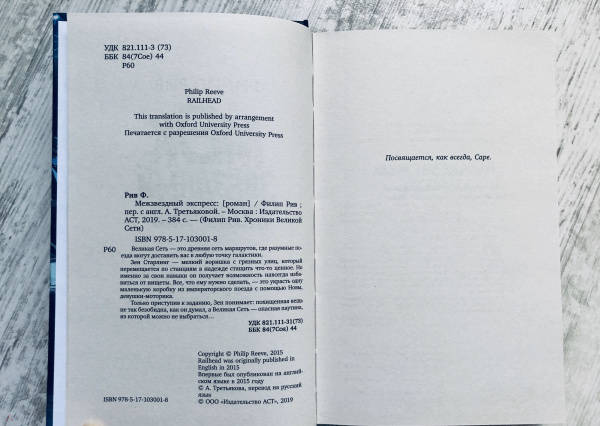 УДК 821.111-3 (73)
ББК 84(7Сое) 44
Р60
Philip Reeve
RAILHEAD
This translation is published by arrangement
with Oxford University Press
Печатается с разрешения Oxford University Press
Рив Ф.
Межзвездный экспресс: [роман] / Филип Рив ;
пер. с англ. А. Третьяковой. – Москва : Издательство
АСТ, 2019. – 384 с. — (Филип Рив. Хроники Великой
Сети)
ISBN 978-5-17-103001-8
Р60 Великая Сеть — это древняя сеть маршрутов, где разумные по-
езда могут доставить вас в любую точку галактики.
Зен Старлинг — мелкий воришка с грязных улиц, который
перемещается по станциям в надежде стащить что-то ценное. Но
именно за свои навыки он получает возможность навсегда изба-
виться от нищеты. Все, что ему нужно сделать, — это украсть одну
маленькую коробку из императорского поезда с помощью Новы,
девушки-моторика.
Только приступив к заданию, Зен понимает: похищенная вещь
не так безобидна, как он думал, а Великая Сеть – опасная паутина,
из которой можно не выбраться...
УДК 821.111-31(73)
ББК 84(7Сое) 44
Copyright © Philip Reeve, 2015
Railhead was originally published in
English in 2015
Впервые был опубликован на англий-
ском языке в 2015 году
© А. Третьякова, перевод на русский
язык
ISBN 978-5-17-103001-8
© ООО «Издательство АСТ», 2019
Посвящается, как всегда, Саре.